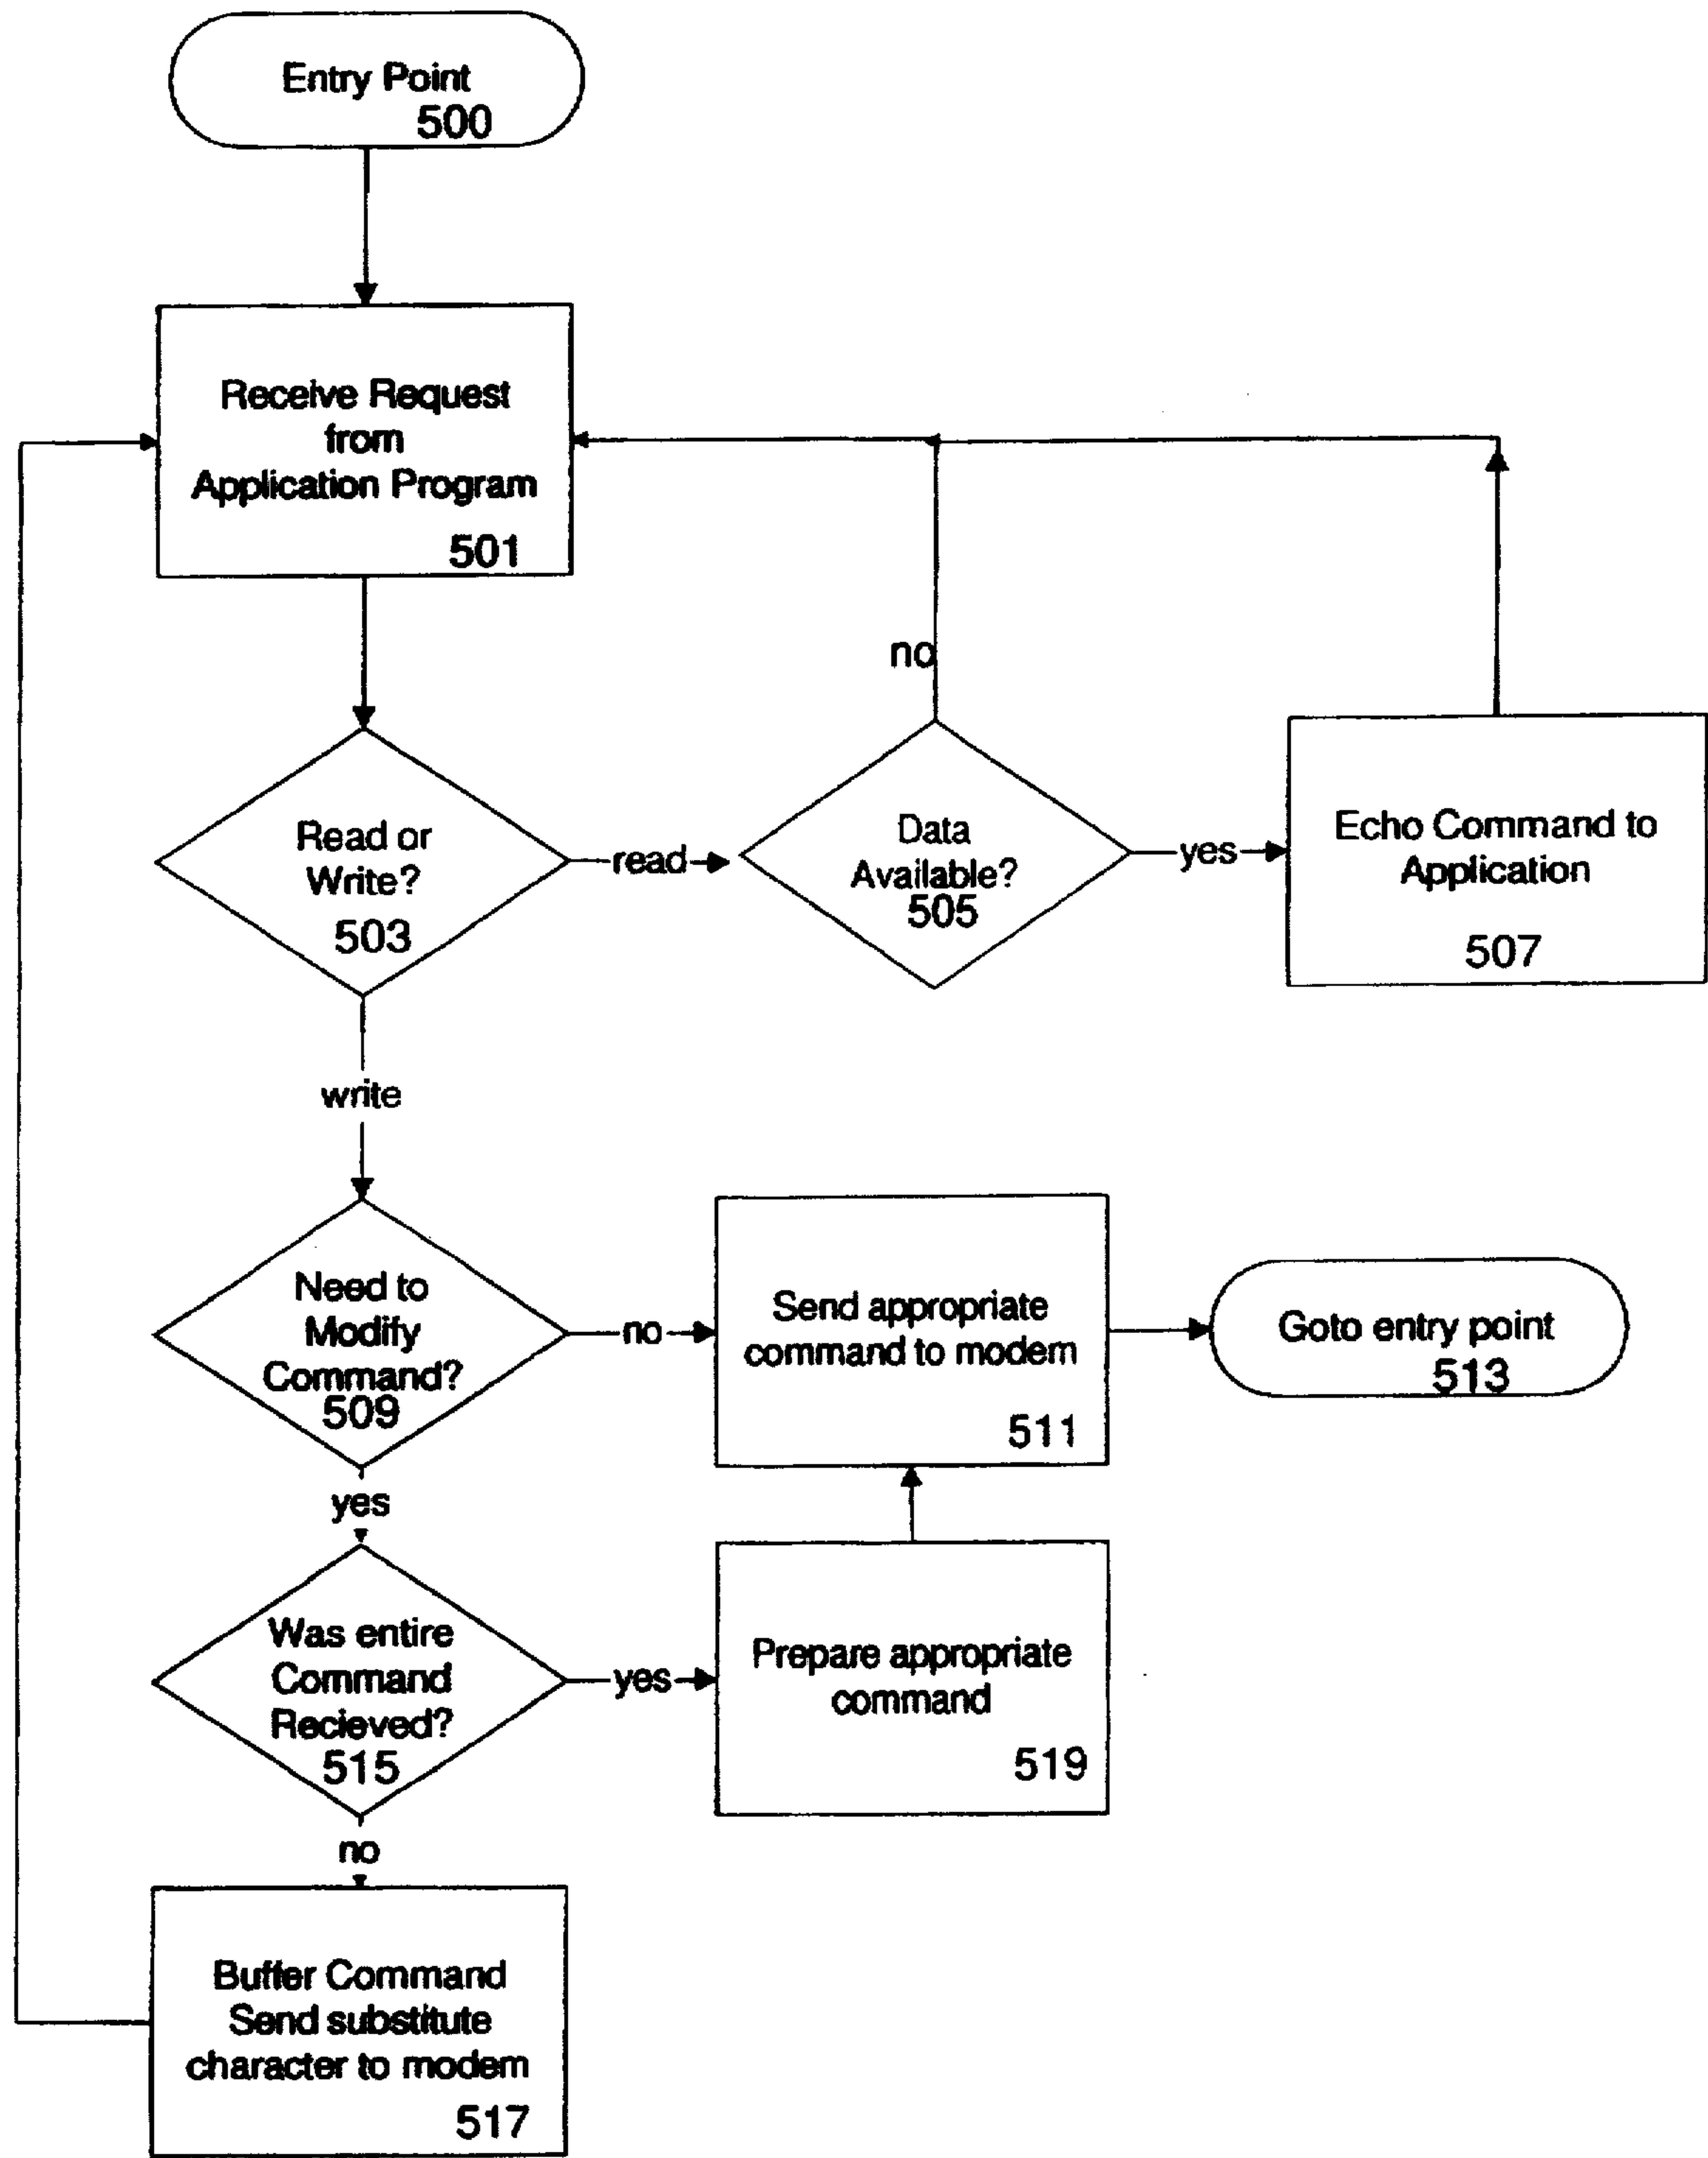 Entry Point
500
Receive Request
from
Application Program
501
no
Read or
Write?
503
read
Data
Available?
505
yes
Echo Command to
Application
507
write
Need to
Modify
Command?
509
no
Send appropriate
command to modem
511
Goto entry point
513
yes
Was entire
Command
Recieved?
515
yes
Prepare appropriate
command
519
no
Buffer Command
Send substitute
character to modem
517